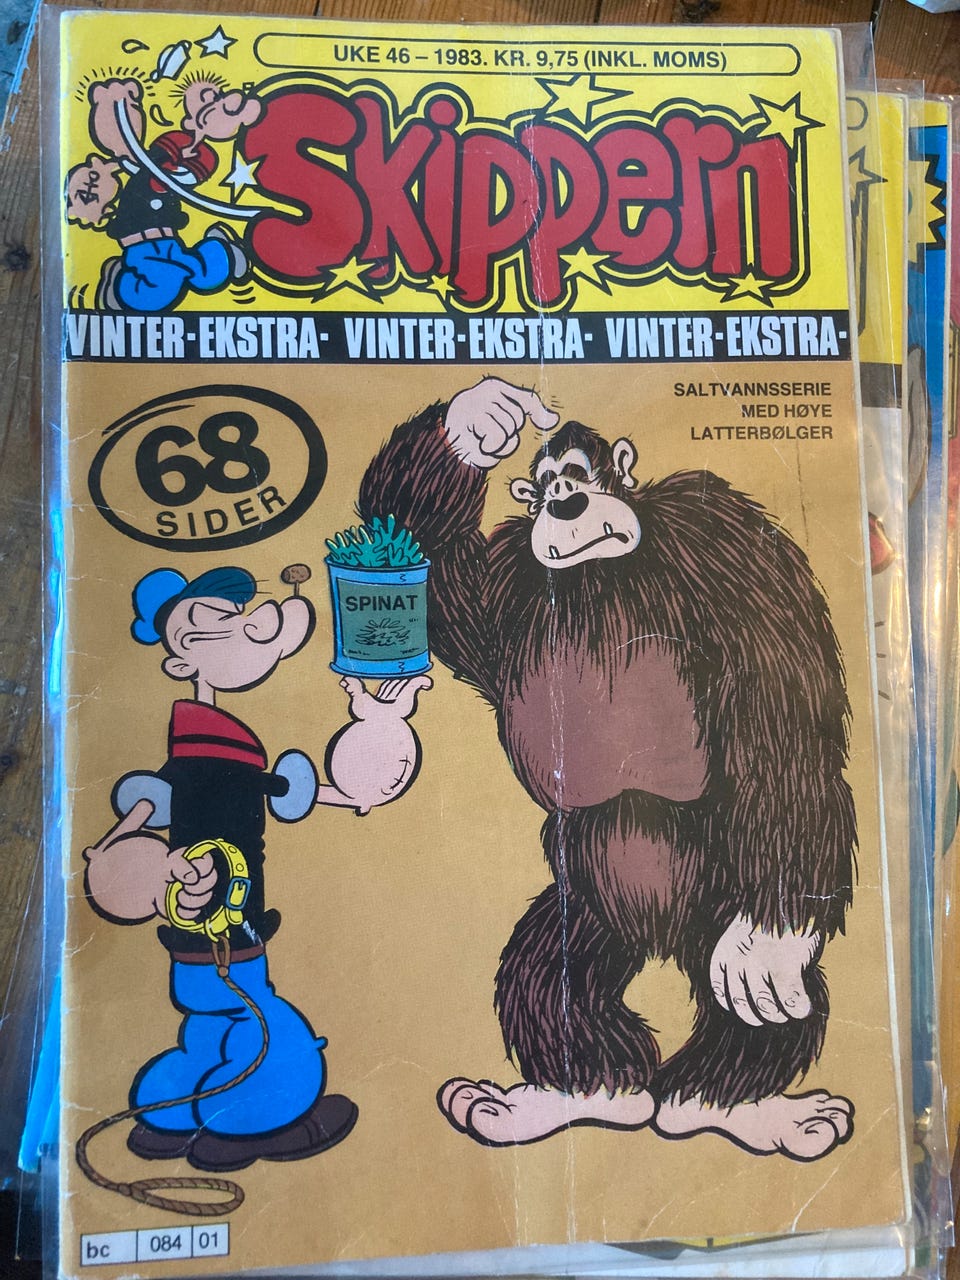 UKE 46 – 1983. KR. 9,75 (INKL. MOMS)
Skippern
VINTER-EKSTRA- VINTER-EKSTRA- VINTER-EKSTRA-
68
SIDER
SALTVANNSSERIE
MED HØYE
LATTERBØLGER
SPINAT
bc 084 01